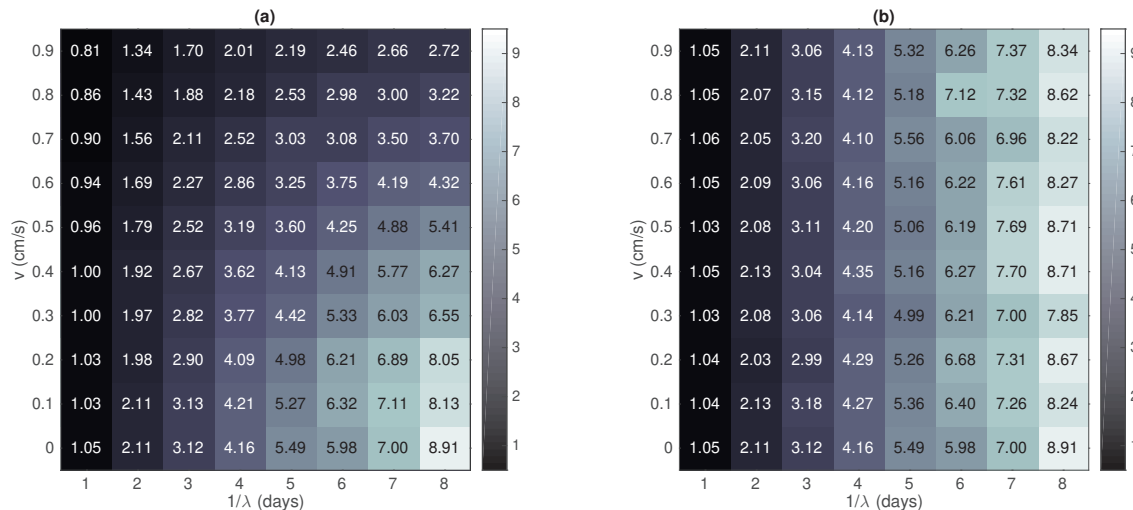 (a)
0.9 0.81 1.34 1.70 2.01 2.19 2.46 2.66 2.72
0.8 0.86 1.43 1.88 2.18 2.53 2.98 3.00 3.22
0.7 0.90 1.56 2.11 2.52 3.03 3.08 3.50 3.70
0.6 0.94 1.69 2.27 2.86 3.25 3.75 4.19 4.32
0.5 0.96 1.79 2.52 3.19 3.60 4.25 4.88 5.41
0.4 1.00 1.92 2.67 3.62 4.13 4.91 5.77 6.27
0.3 1.00 1.97 2.82 3.77 4.42 5.33 6.03 6.55
0.2 1.03 1.98 2.90 4.09 4.98 6.21 6.89 8.05
0.1 1.03 2.11 3.13 4.21 5.27 6.32 7.11 8.13
0 1.05 2.11 3.12 4.16 5.49 5.98 7.00 8.91
1 2 3 4 5 6 7 8
1/λ (days)
v (cm/s)
9
8
7
6
5
4
3
2
1
(b)
0.9 1.05 2.11 3.06 4.13 5.32 6.26 7.37 8.34
0.8 1.05 2.07 3.15 4.12 5.18 7.12 7.32 8.62
0.7 1.06 2.05 3.20 4.10 5.56 6.06 6.96 8.22
0.6 1.05 2.09 3.06 4.16 5.16 6.22 7.61 8.27
0.5 1.03 2.08 3.11 4.20 5.06 6.19 7.69 8.71
0.4 1.05 2.13 3.04 4.35 5.16 6.27 7.70 8.71
0.3 1.03 2.08 3.06 4.14 4.99 6.21 7.00 7.85
0.2 1.04 2.03 2.99 4.29 5.26 6.68 7.31 8.67
0.1 1.04 2.13 3.18 4.27 5.36 6.40 7.26 8.24
0 1.05 2.11 3.12 4.16 5.49 5.98 7.00 8.91
1 2 3 4 5 6 7 8
1/λ (days)
v (cm/s)
9
8
7
6
5
4
3
2
1